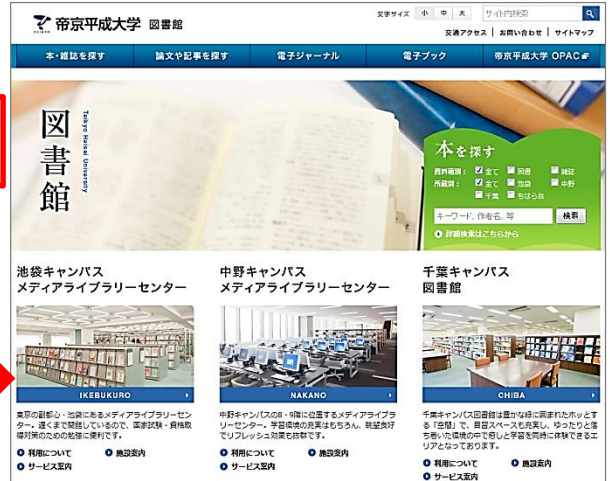 帝京平成大学 図書館
文字サイズ 小 中 大 サイト内検索
交通アクセス | お問い合わせ | サイトマップ
本・雑誌を探す 論文や記事を探す 電子ジャーナル 電子ブック 帝京平成大学 OPAC
図書館
Teikyo Heisei University
本を探す
資料種別： 全て 図書 雑誌
所蔵館： 全て 池袋 中野
千葉 ちはら台
キーワード、作者名、等 検索
詳細検索はこちらから
池袋キャンパス
メディアライブラリーセンター
IKEBUKURO
東京の副都心・池袋にあるメディアライブラリーセン
ター。遅くまで開館しているので、国家試験・資格取
得対策のための勉強に便利です。
利用について 施設案内
サービス案内
中野キャンパス
メディアライブラリーセンター
NAKANO
中野キャンパスの8・9階に位置するメディアライブラ
リーセンター。学習環境の充実はもちろん、眺望良好
でリフレッシュ効果も抜群です。
利用について 施設案内
サービス案内
千葉キャンパス
図書館
CHIBA
千葉キャンパス図書館は豊かな緑に囲まれたホッとす
る「空間」で、自習スペースも充実し、ゆったりと落
ち着いた環境の中で癒しと学習を同時に体験できるエ
リアとなっております。
利用について 施設案内
サービス案内